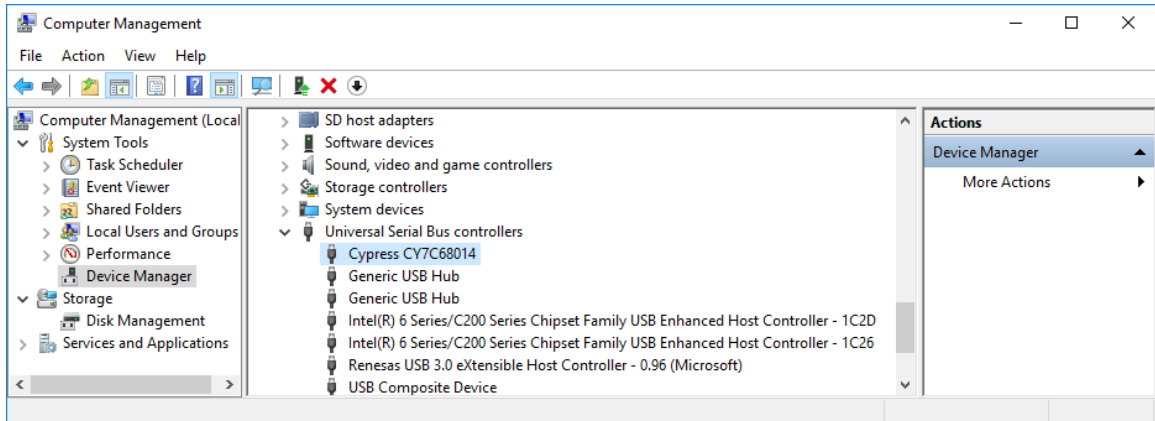 Computer Management
File Action View Help
Computer Management (Local
System Tools
Task Scheduler
Event Viewer
Shared Folders
Local Users and Groups
Performance
Device Manager
Storage
Disk Management
Services and Applications
SD host adapters
Software devices
Sound, video and game controllers
Storage controllers
System devices
Universal Serial Bus controllers
Cypress CY7C68014
Generic USB Hub
Generic USB Hub
Intel(R) 6 Series/C200 Series Chipset Family USB Enhanced Host Controller - 1C2D
Intel(R) 6 Series/C200 Series Chipset Family USB Enhanced Host Controller - 1C26
Renesas USB 3.0 eXtensible Host Controller - 0.96 (Microsoft)
USB Composite Device
Actions
Device Manager
More Actions